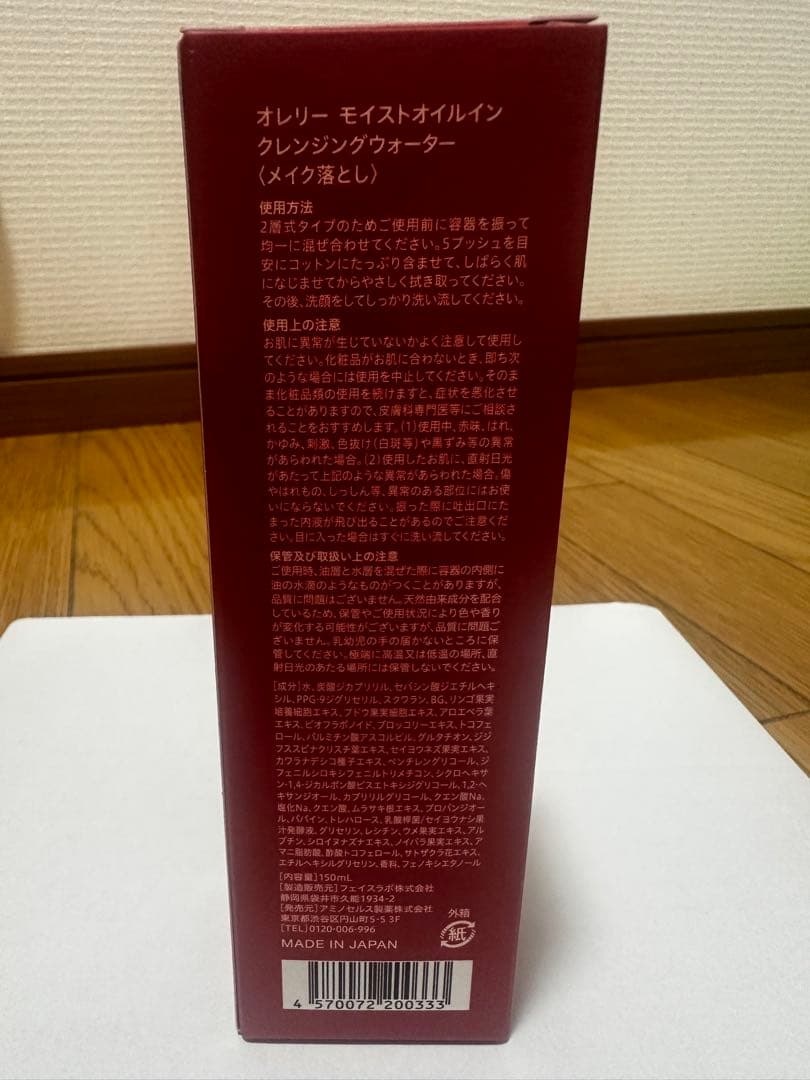 オレリー モイストオイルイン
クレンジングウォーター
〈メイク落とし〉
使用方法
2層式タイプのためご使用前に容器を振って
均一に混ぜ合わせてください。5プッシュを目
安にコットンにたっぷり含ませて、しばらく肌
になじませてからやさしく拭き取ってください。
その後、洗顔をしてしっかり洗い流してください。
使用上の注意
お肌に異常が生じていないかよく注意して使用し
てください。化粧品がお肌に合わないとき、即ち次
のような場合には使用を中止してください。そのま
ま化粧品類の使用を続けますと、症状を悪化させ
ることがありますので、皮膚科専門医等にご相談さ
れることをおすすめします。(1)使用中、赤味、はれ、
かゆみ、刺激、色抜け(白斑等)や黒ずみ等の異常
があらわれた場合。(2)使用したお肌に、直射日光
があたって上記のような異常があらわれた場合。傷
やはれもの、しっしん等、異常のある部位にはお使
いにならないでください。振った際に吐出口にた
まった内液が飛び出ることがあるのでご注意くだ
さい。目に入った場合はすぐに洗い流してください。
保管及び取扱い上の注意
ご使用時、油層と水層を混ぜた際に容器の内側に
油の水滴のようなものがつくことがありますが、
品質に問題はございません。天然由来成分を配合
しているため、保管やご使用状況により色や香り
が変化する可能性がございますが、品質に問題ご
ざいません。乳幼児の手の届かないところに保
管してください。極端に高温又は低温の場所、直
射日光のあたる場所には保管しないでください。
[成分]水、炭酸ジカプリリル、セバシン酸ジエチルヘキ
シル、PPG-9ジグリセリル、スクワラン、BG、リンゴ果実
培養細胞エキス、ブドウ果実細胞エキス、アロエベラ葉
エキス、ビオフラボノイド、ブロッコリーエキス、トコフェ
ロール、パルミチン酸アスコルビル、グルタチオン、ジジ
フススピナクリスチ葉エキス、セイヨウネズ果実エキス、
カワラナデシコ種子エキス、ペンチレングリコール、ジ
フェニルシロキシフェニルトリメチコン、シクロヘキサ
ン-1,4-ジカルボン酸ビスエトキシジグリコール、1,2-ヘ
キサンジオール、カプリリルグリコール、クエン酸Na、
塩化Na、クエン酸、ムラサキ根エキス、プロパンジオー
ル、パパイン、トレハロース、乳酸桿菌/セイヨウナシ果
汁発酵液、グリセリン、レシチン、ウメ果実エキス、アル
ブチン、シロイヌナズナエキス、ノイバラ果実エキス、ア
マニ脂肪酸、酢酸トコフェロール、サトザクラ花エキス、
エチルヘキシルグリセリン、香料、フェノキシエタノール
[内容量]150mL
[製造販売元]フェイスラボ株式会社
静岡県袋井市久能1934-2
[発売元]アミノセルス製薬株式会社
東京都渋谷区円山町5-5 3F
[TEL]0120-006-996
MADE IN JAPAN
外箱
紙
4 570072 200333